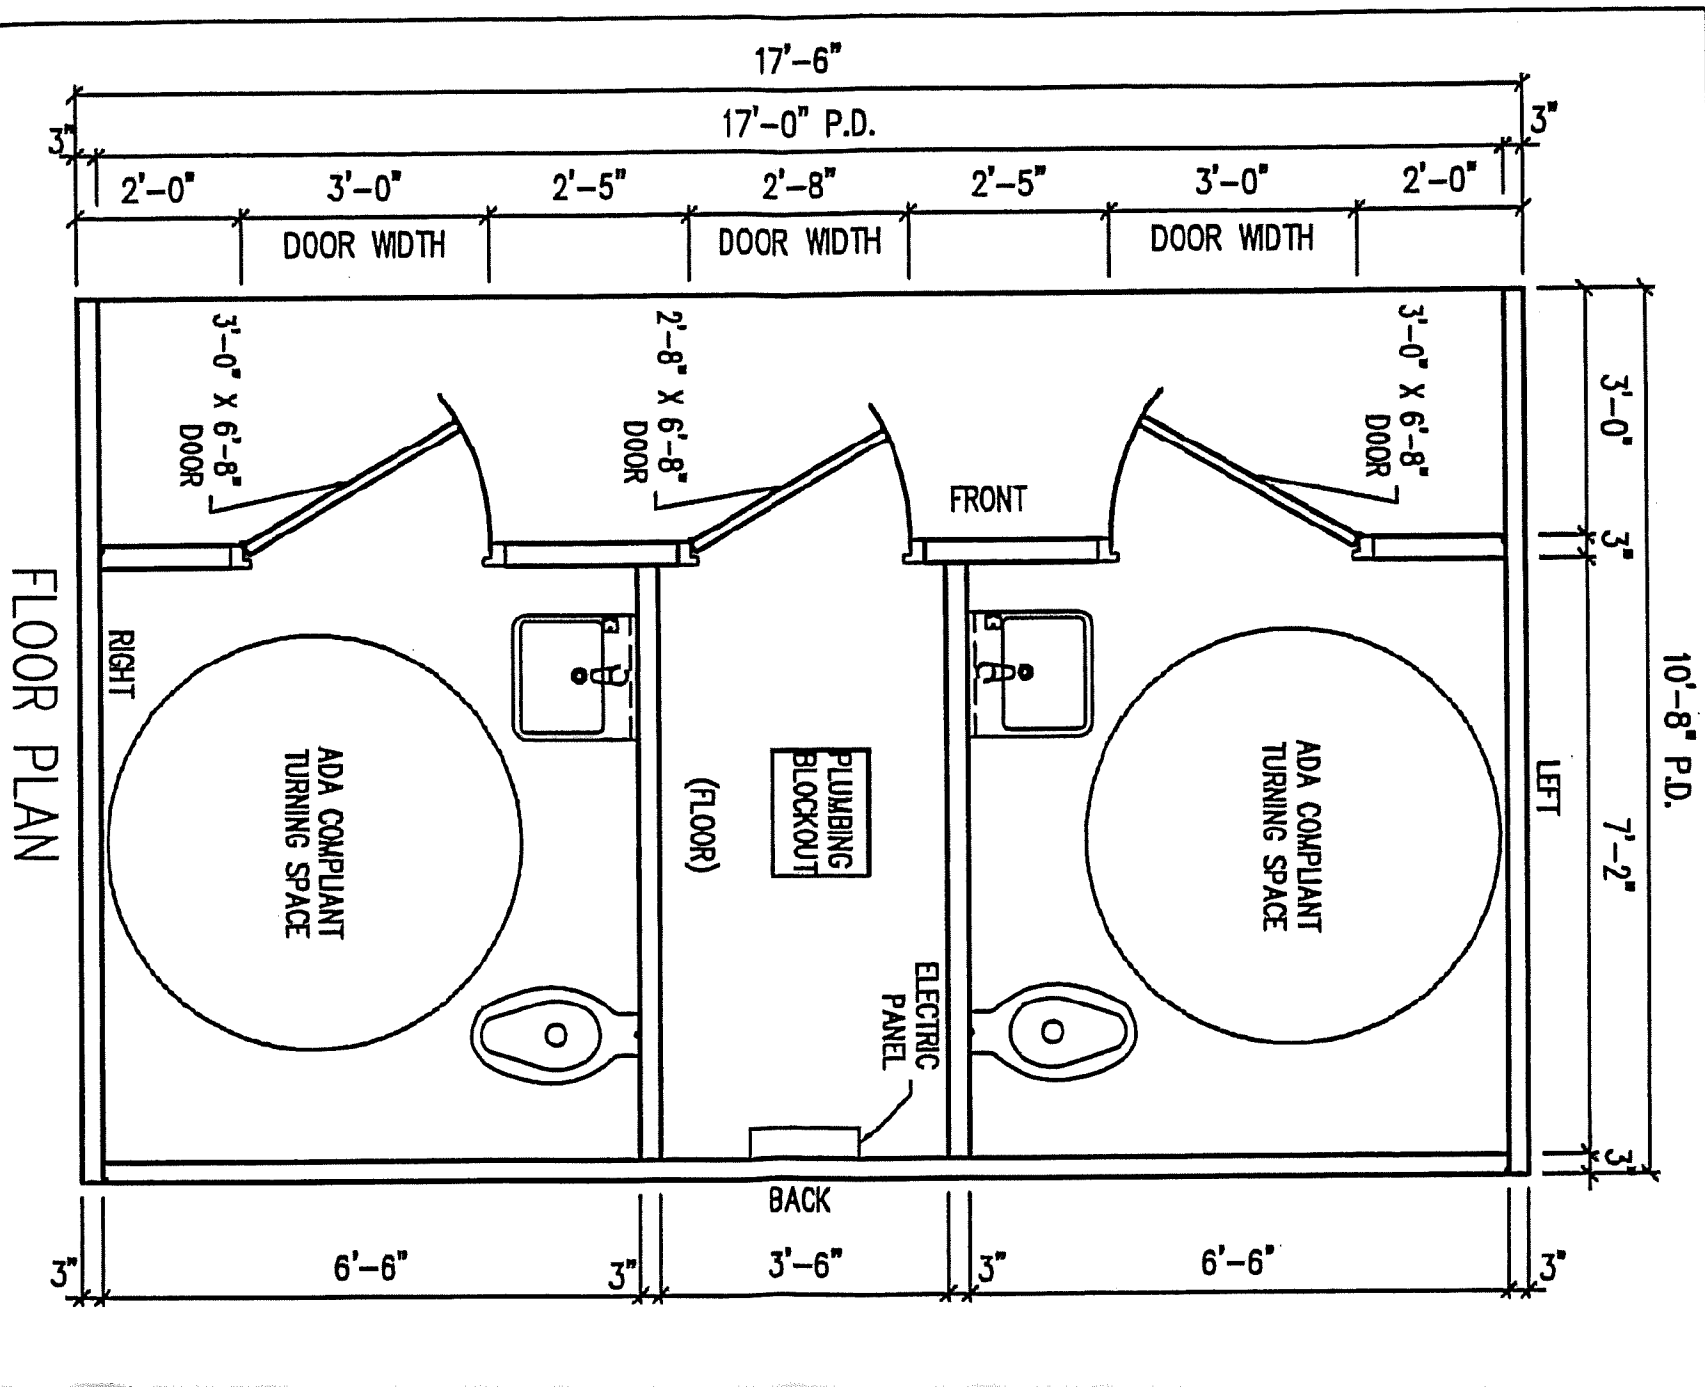 17'-6"
17'-0" P.D.
3"
3"
2'-0"
3'-0"
2'-5"
2'-8"
2'-5"
3'-0"
2'-0"
DOOR WIDTH
DOOR WIDTH
DOOR WIDTH
3'-0" X 6'-8"
DOOR
2'-8" X 6'-8"
DOOR
3'-0" X 6'-8"
DOOR
FRONT
3'-0"
3"
7'-2"
3"
10'-8" P.D.
RIGHT
LEFT
ADA COMPLIANT
TURNING SPACE
PLUMBING
BLOCKOUT
(FLOOR)
ADA COMPLIANT
TURNING SPACE
ELECTRIC
PANEL
BACK
3"
6'-6"
3"
3'-6"
3"
6'-6"
3"
FLOOR PLAN